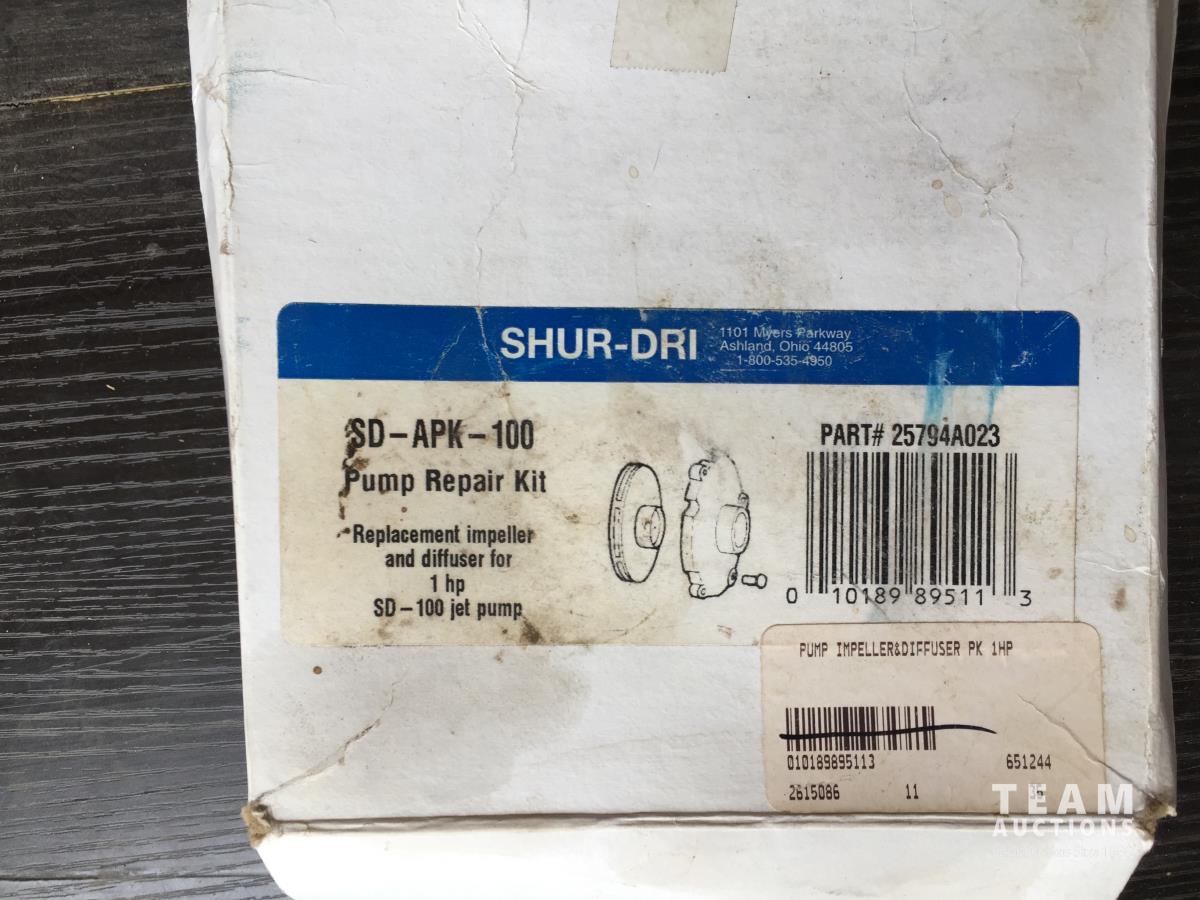 SHUR-DRI
1101 Myers Parkway
Ashland, Ohio 44805
1-800-535-4950
SD-APK-100
Pump Repair Kit
Replacement impeller
and diffuser for
1 hp
SD-100 jet pump
PART# 25794A023
0 10189 89511 3
PUMP IMPELLER&DIFFUSER PK 1HP
010189895113 651244
2615086 11
TEAM
AUCTIONS